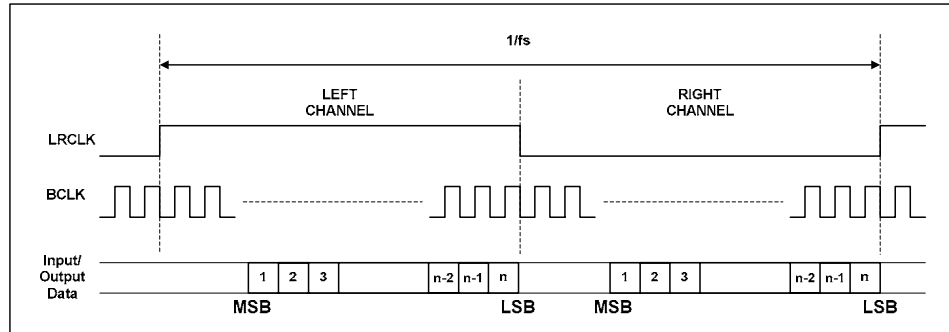 1/fs
LEFT
CHANNEL
RIGHT
CHANNEL
LRCLK
BCLK
Input/
Output
Data
1 2 3 n-2 n-1 n 1 2 3 n-2 n-1 n
MSB LSB MSB LSB